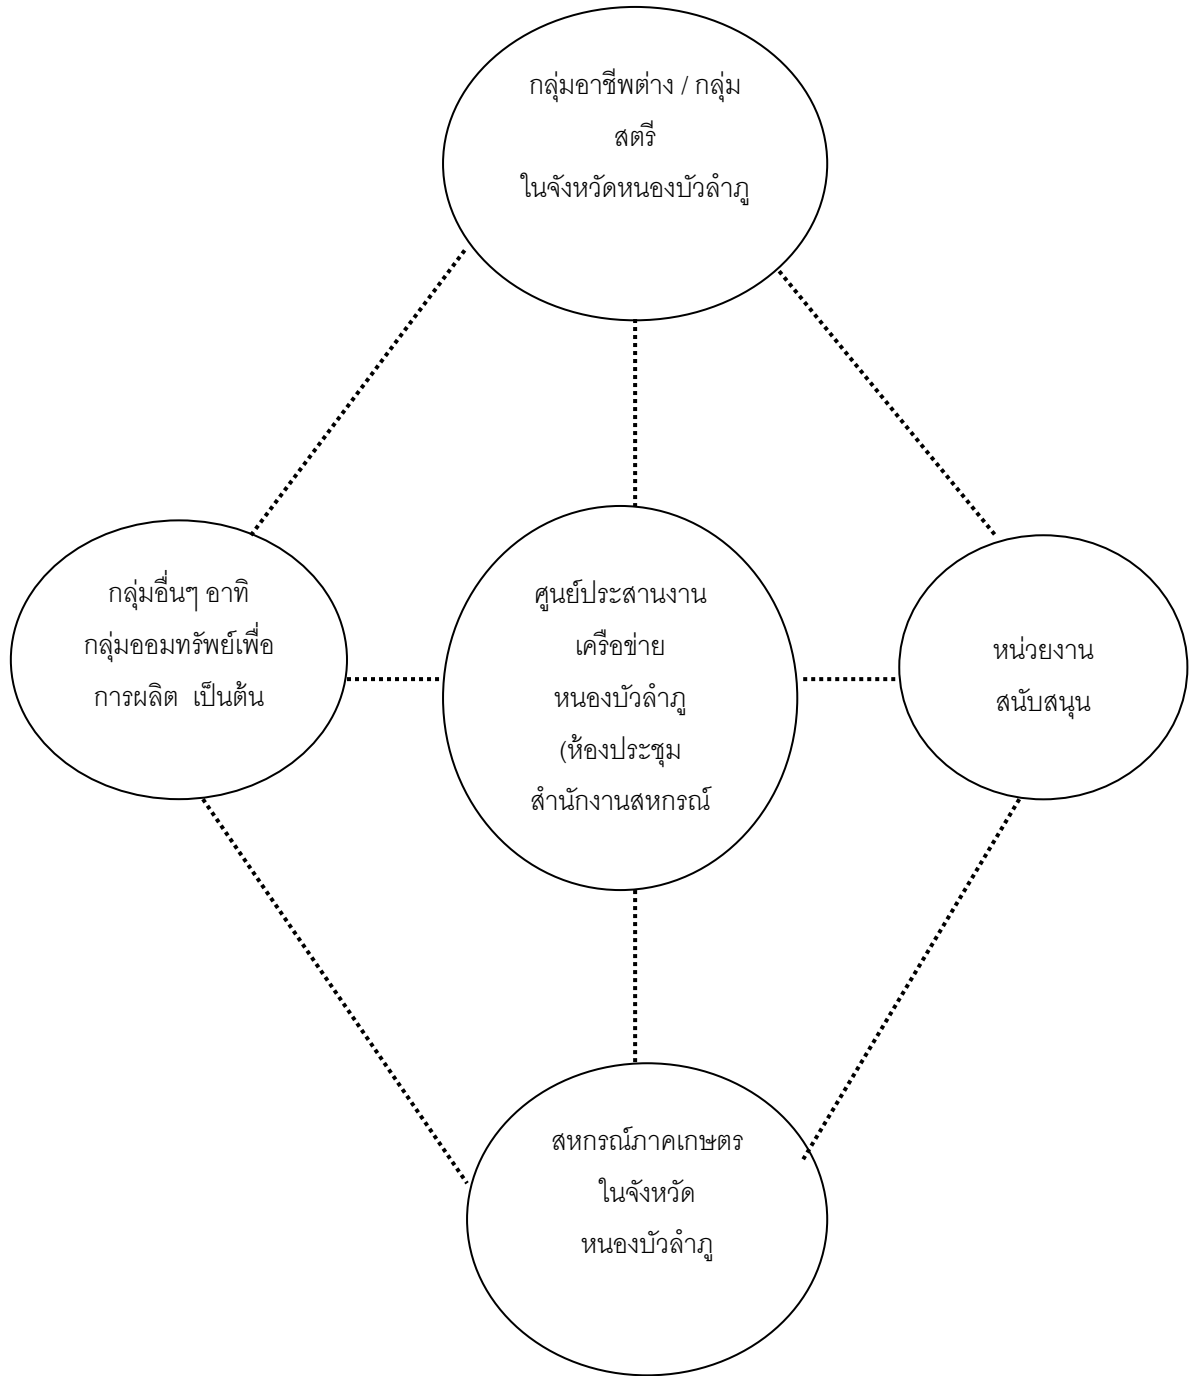 กลุ่มอาชีพต่าง / กลุ่ม
สตรี
ในจังหวัดหนองบัวลำภู
กลุ่มอื่นๆ อาทิ
กลุ่มออมทรัพย์เพื่อ
การผลิต เป็นต้น
ศูนย์ประสานงาน
เครือข่าย
หนองบัวลำภู
(ห้องประชุม
สำนักงานสหกรณ์
หน่วยงาน
สนับสนุน
สหกรณ์ภาคเกษตร
ในจังหวัด
หนองบัวลำภู